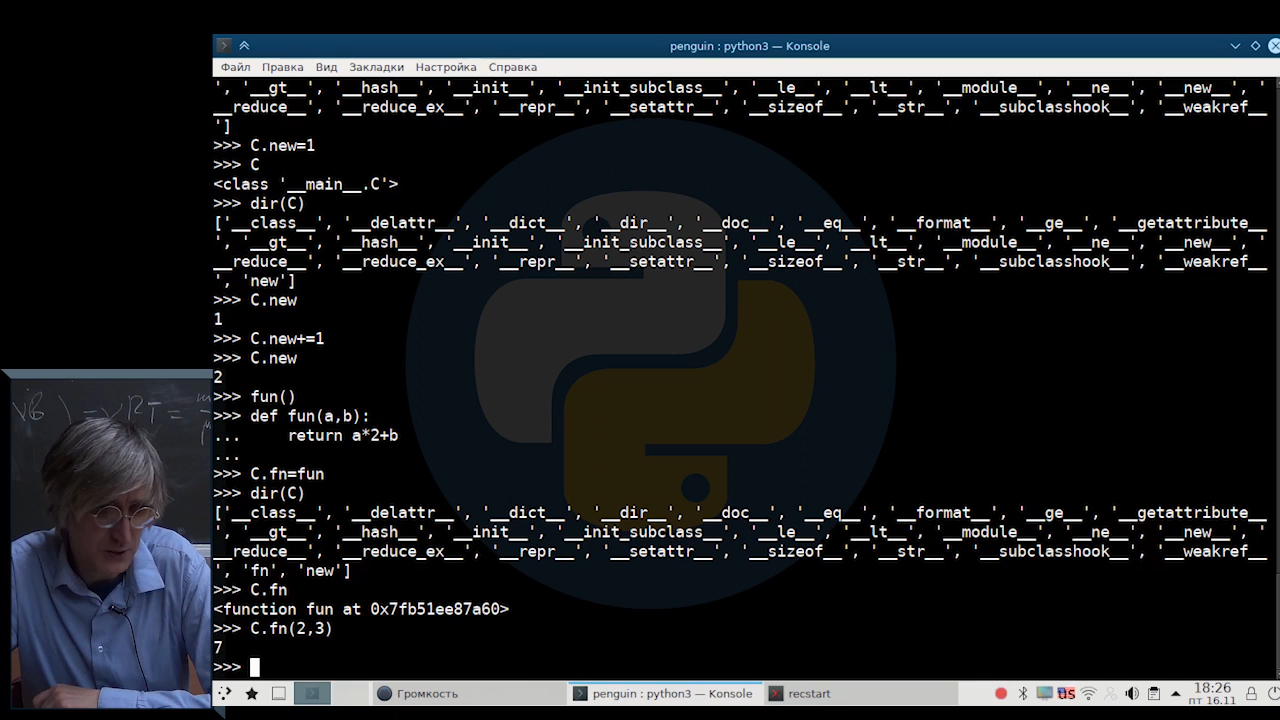 penguin : python3 — Konsole
Файл Правка Вид Закладки Настройка Справка
', '__gt__', '__hash__', '__init__', '__init_subclass__', '__le__', '__lt__', '__module__', '__ne__', '__new__', '
__reduce__', '__reduce_ex__', '__repr__', '__setattr__', '__sizeof__', '__str__', '__subclasshook__', '__weakref__
']
>>> C.new=1
>>> C
<class '__main__.C'>
>>> dir(C)
['__class__', '__delattr__', '__dict__', '__dir__', '__doc__', '__eq__', '__format__', '__ge__', '__getattribute__
', '__gt__', '__hash__', '__init__', '__init_subclass__', '__le__', '__lt__', '__module__', '__ne__', '__new__', '
__reduce__', '__reduce_ex__', '__repr__', '__setattr__', '__sizeof__', '__str__', '__subclasshook__', '__weakref__
', 'new']
>>> C.new
1
>>> C.new+=1
>>> C.new
2
>>> fun()
>>> def fun(a,b):
...     return a*2+b
...
>>> C.fn=fun
>>> dir(C)
['__class__', '__delattr__', '__dict__', '__dir__', '__doc__', '__eq__', '__format__', '__ge__', '__getattribute__
', '__gt__', '__hash__', '__init__', '__init_subclass__', '__le__', '__lt__', '__module__', '__ne__', '__new__', '
__reduce__', '__reduce_ex__', '__repr__', '__setattr__', '__sizeof__', '__str__', '__subclasshook__', '__weakref__
', 'fn', 'new']
>>> C.fn
<function fun at 0x7fb51ee87a60>
>>> C.fn(2,3)
7
>>>
Громкость
penguin : python3 — Konsole
recstart
us
18:26
пт 16.11